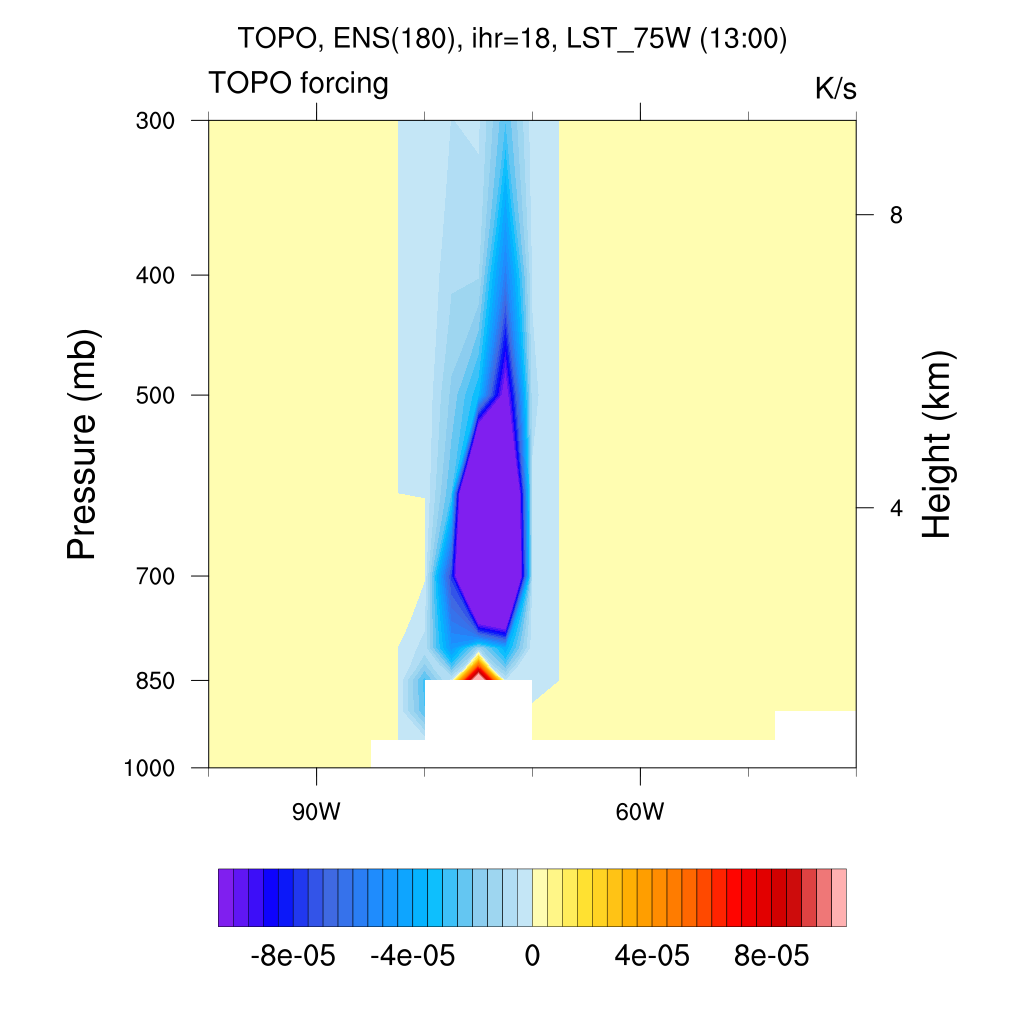 TOPO, ENS(180), ihr=18, LST_75W (13:00)
TOPO forcing
K/s
300
400
500
700
850
1000
Pressure (mb)
8
4
Height (km)
90W
60W
-8e-05
-4e-05
0
4e-05
8e-05